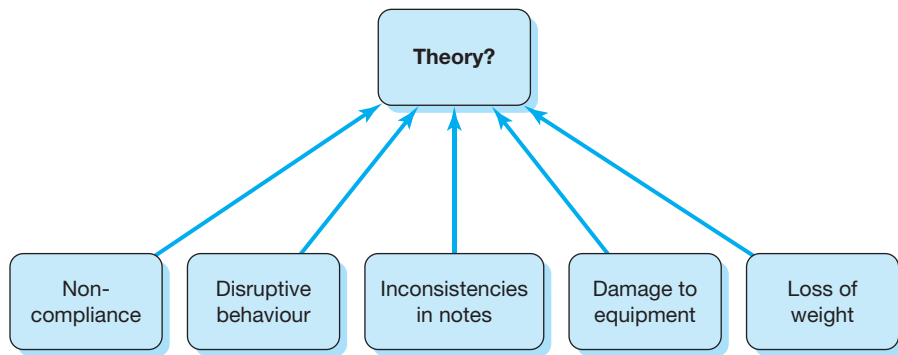 Theory?
Non-
compliance
Disruptive
behaviour
Inconsistencies
in notes
Damage to
equipment
Loss of
weight